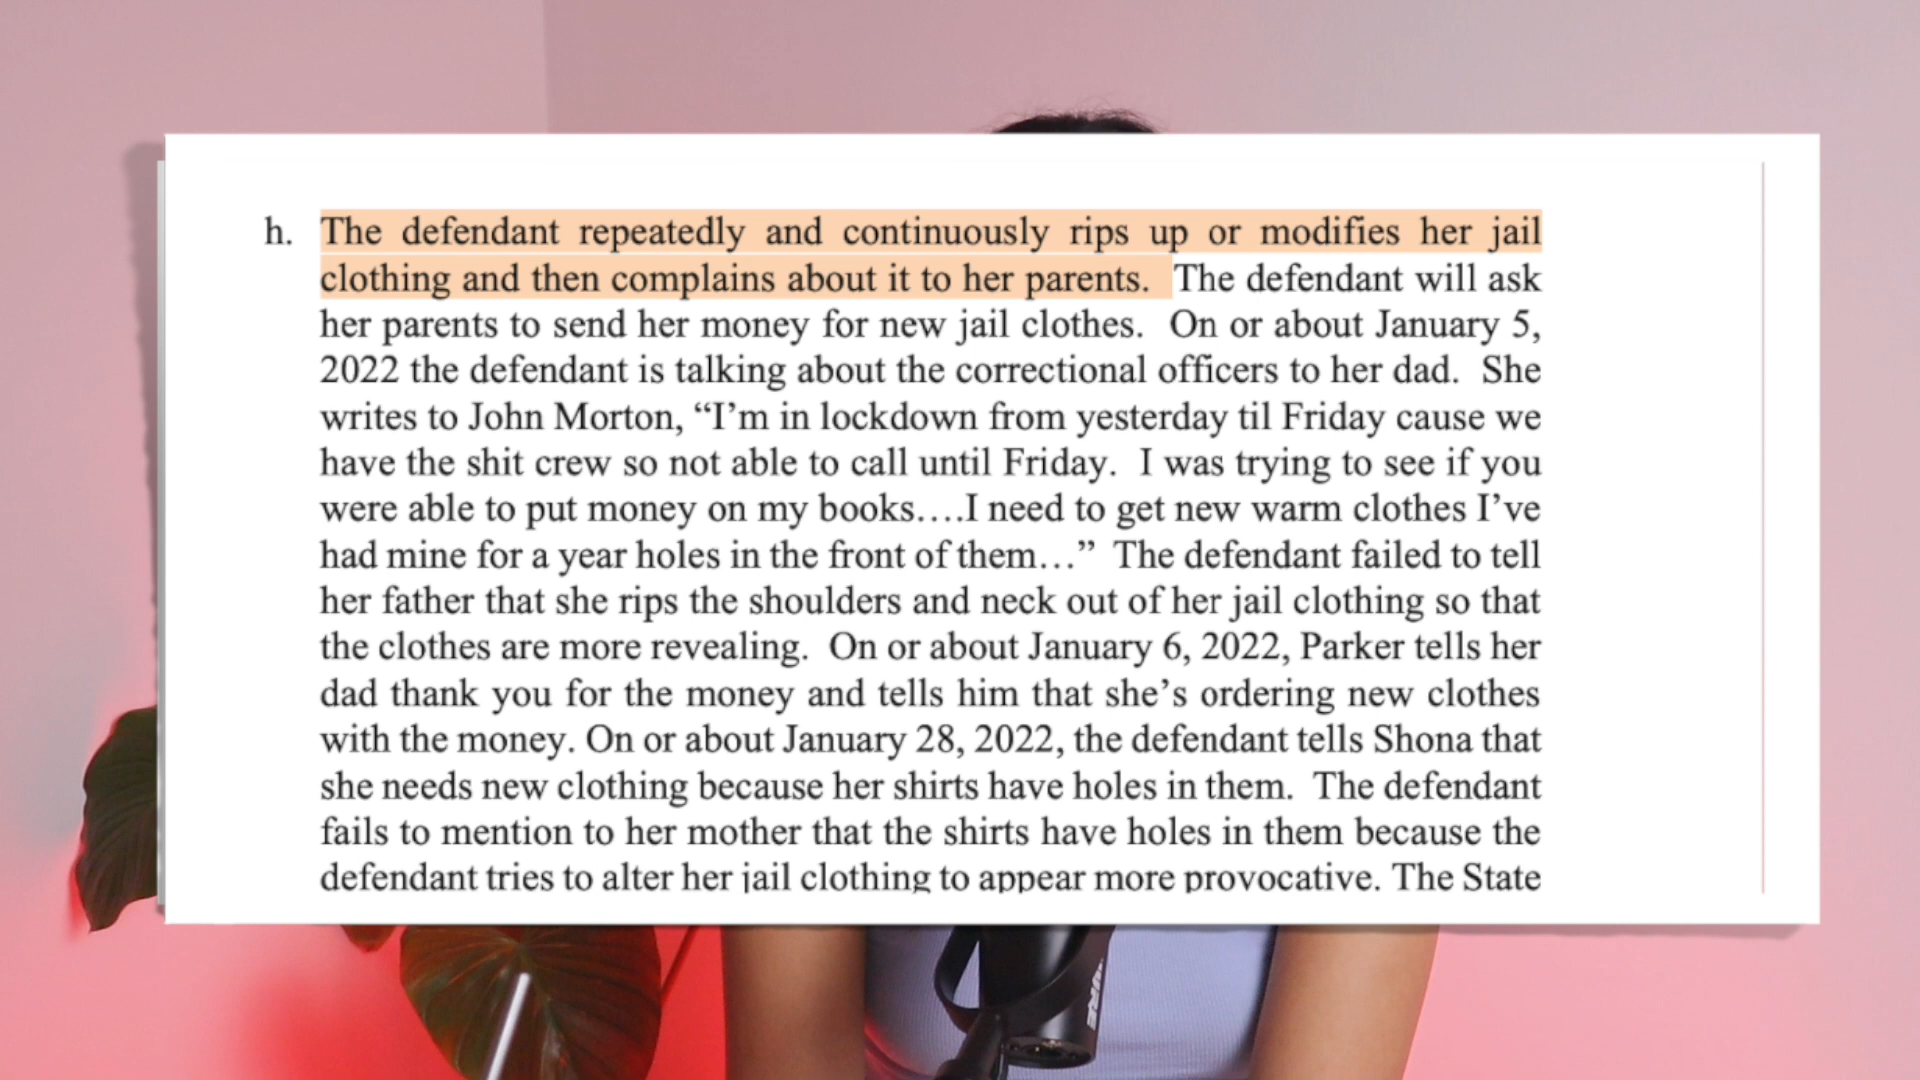 h. The defendant repeatedly and continuously rips up or modifies her jail
clothing and then complains about it to her parents. The defendant will ask
her parents to send her money for new jail clothes. On or about January 5,
2022 the defendant is talking about the correctional officers to her dad. She
writes to John Morton, “I’m in lockdown from yesterday til Friday cause we
have the shit crew so not able to call until Friday. I was trying to see if you
were able to put money on my books….I need to get new warm clothes I’ve
had mine for a year holes in the front of them…” The defendant failed to tell
her father that she rips the shoulders and neck out of her jail clothing so that
the clothes are more revealing. On or about January 6, 2022, Parker tells her
dad thank you for the money and tells him that she’s ordering new clothes
with the money. On or about January 28, 2022, the defendant tells Shona that
she needs new clothing because her shirts have holes in them. The defendant
fails to mention to her mother that the shirts have holes in them because the
defendant tries to alter her jail clothing to appear more provocative. The State